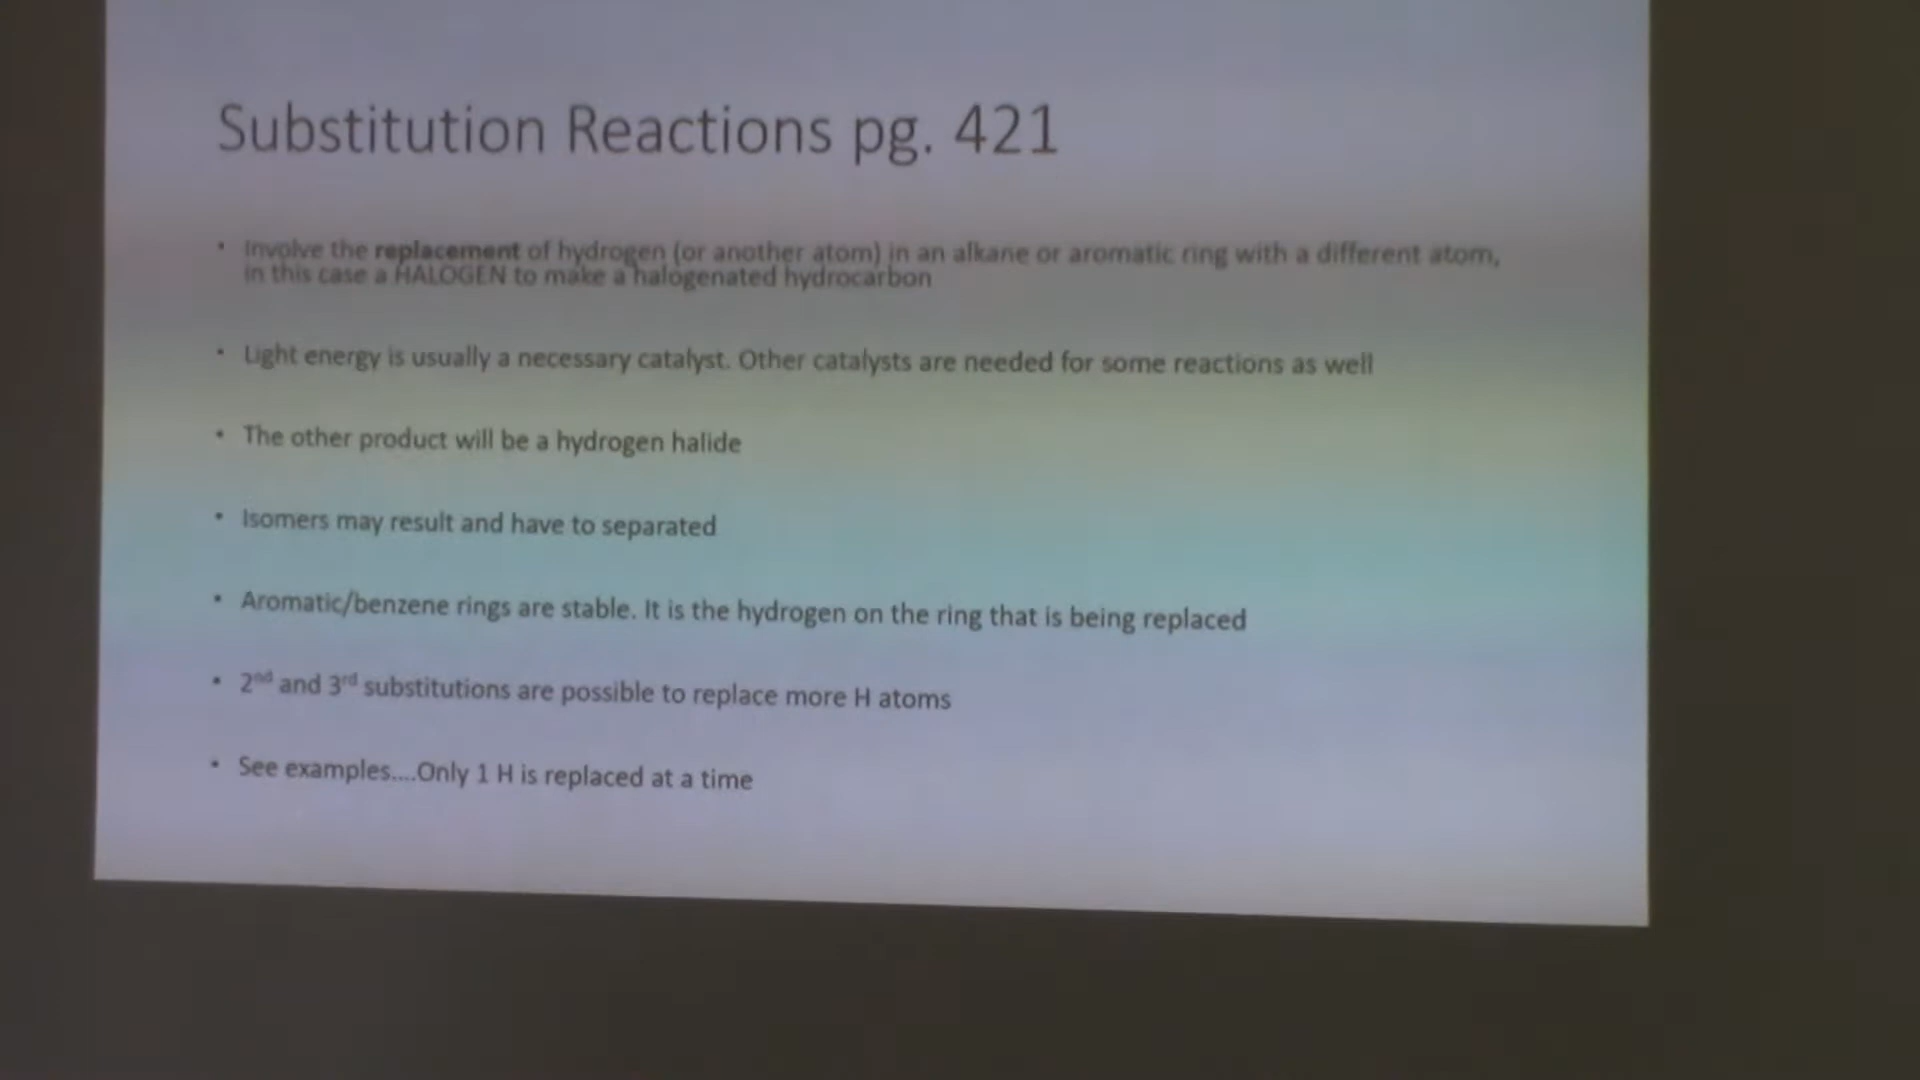 Substitution Reactions pg. 421
• Involve the replacement of hydrogen (or another atom) in an alkane or aromatic ring with a different atom,
in this case a HALOGEN to make a halogenated hydrocarbon
• Light energy is usually a necessary catalyst. Other catalysts are needed for some reactions as well
• The other product will be a hydrogen halide
• Isomers may result and have to separated
• Aromatic/benzene rings are stable. It is the hydrogen on the ring that is being replaced
• 2nd and 3rd substitutions are possible to replace more H atoms
• See examples....Only 1 H is replaced at a time